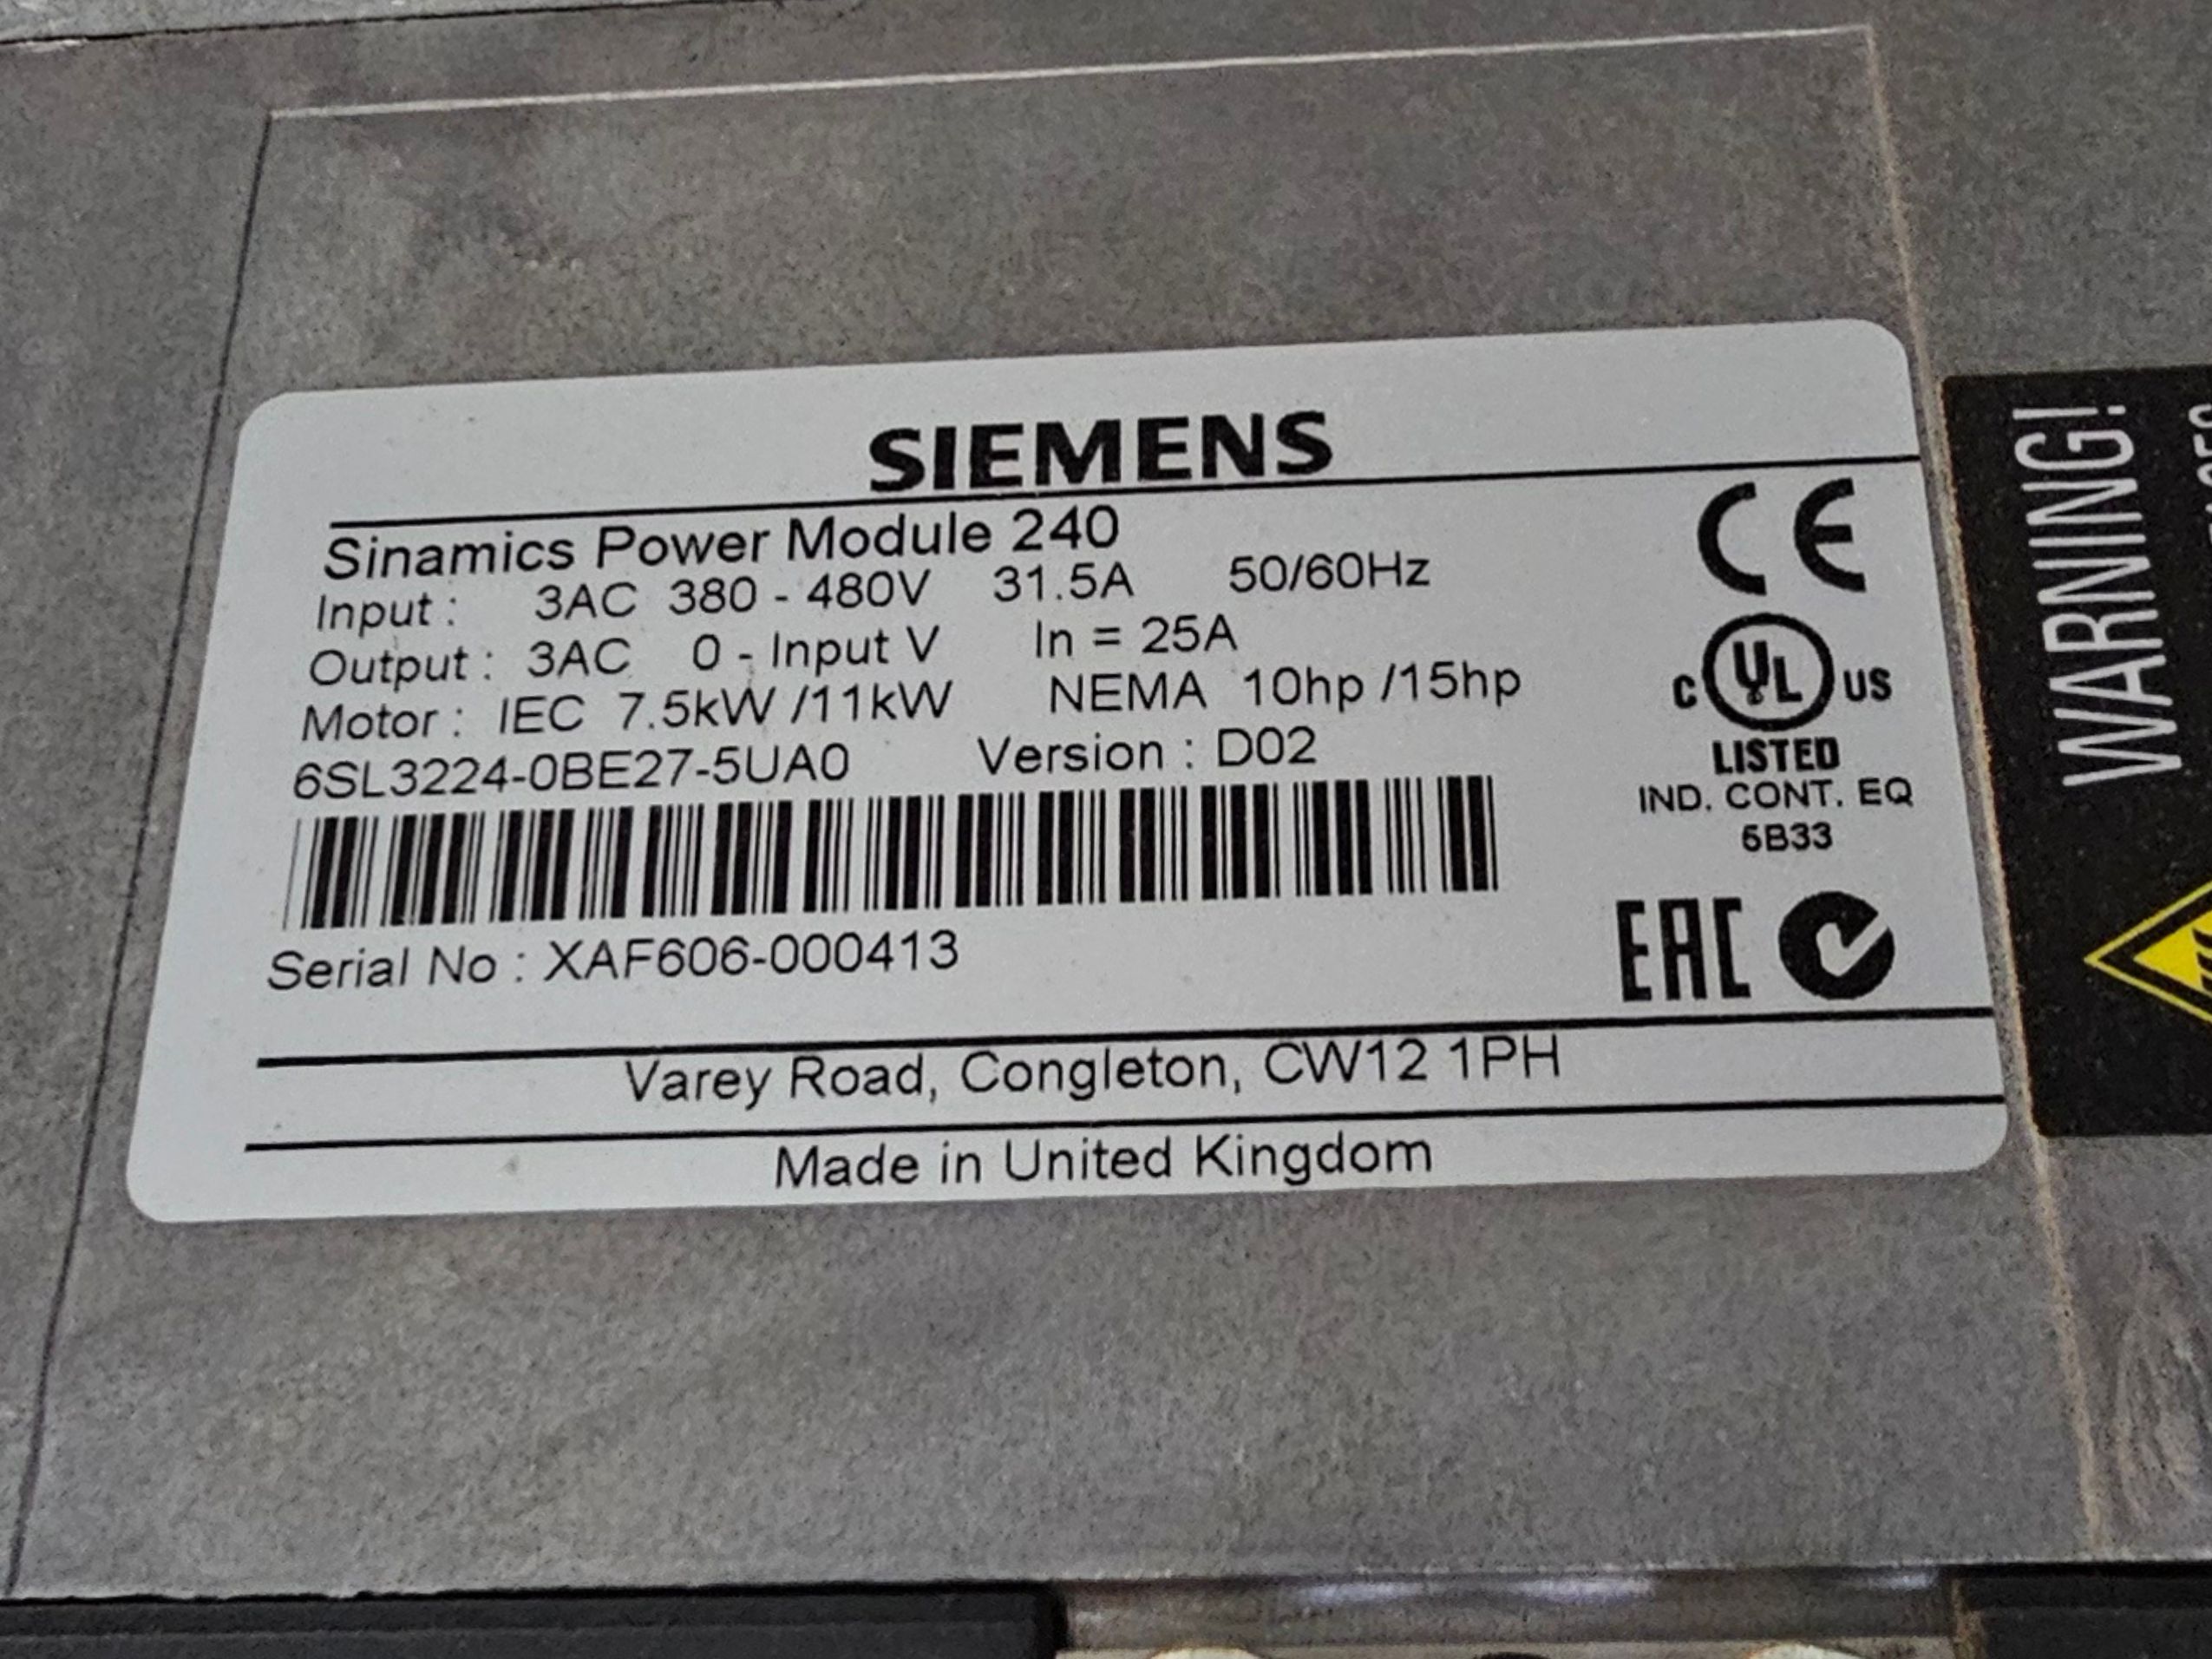 SIEMENS
Sinamics Power Module 240
Input : 3AC 380 - 480V 31.5A 50/60Hz
Output : 3AC 0 - Input V In = 25A
Motor : IEC 7.5kW /11kW NEMA 10hp /15hp
6SL3224-0BE27-5UA0 Version : D02
Serial No : XAF606-000413
CE
C UL US
LISTED
IND. CONT. EQ
5B33
EAC
Varey Road, Congleton, CW12 1PH
Made in United Kingdom
WARNING!